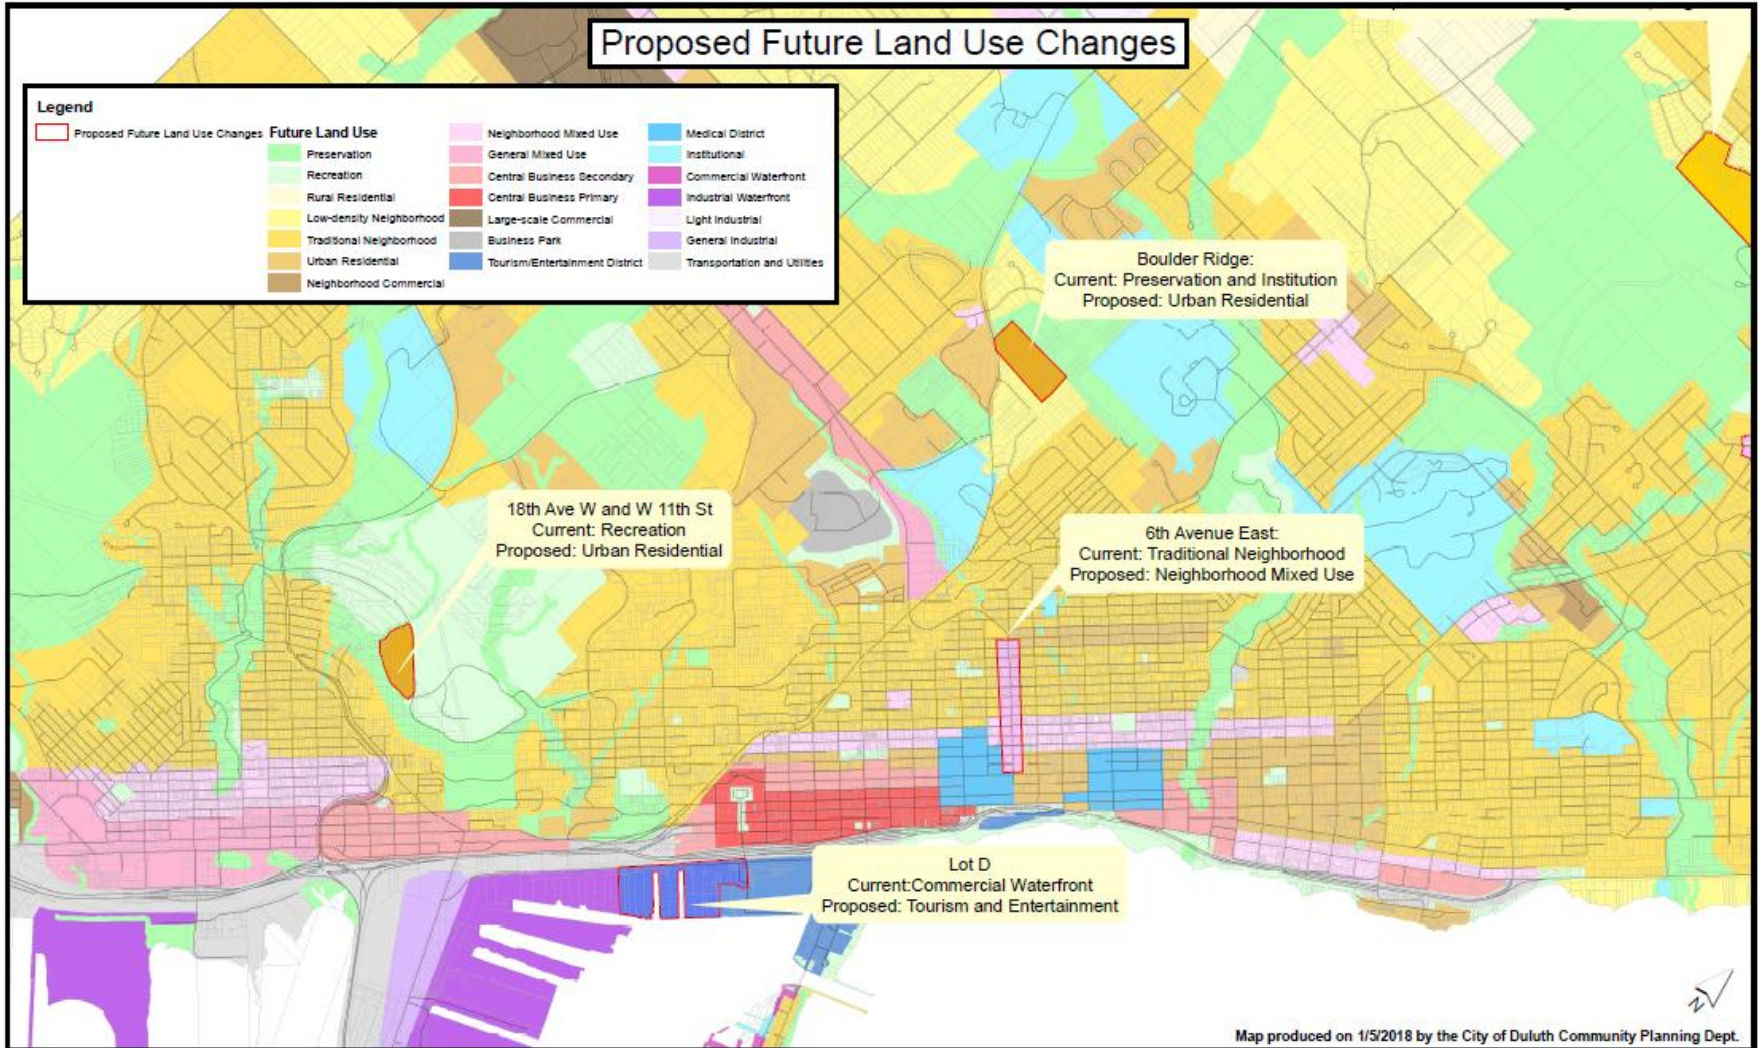 Proposed Future Land Use Changes
Legend
Proposed Future Land Use Changes
Future Land Use
Preservation
Recreation
Rural Residential
Low-density Neighborhood
Traditional Neighborhood
Urban Residential
Neighborhood Commercial
Neighborhood Mixed Use
General Mixed Use
Central Business Secondary
Central Business Primary
Large-scale Commercial
Business Park
Tourism/Entertainment District
Medical District
Institutional
Commercial Waterfront
Industrial Waterfront
Light Industrial
General Industrial
Transportation and Utilities
Boulder Ridge:
Current: Preservation and Institution
Proposed: Urban Residential
18th Ave W and W 11th St
Current: Recreation
Proposed: Urban Residential
6th Avenue East:
Current: Traditional Neighborhood
Proposed: Neighborhood Mixed Use
Lot D
Current:Commercial Waterfront
Proposed: Tourism and Entertainment
N
Map produced on 1/5/2018 by the City of Duluth Community Planning Dept.